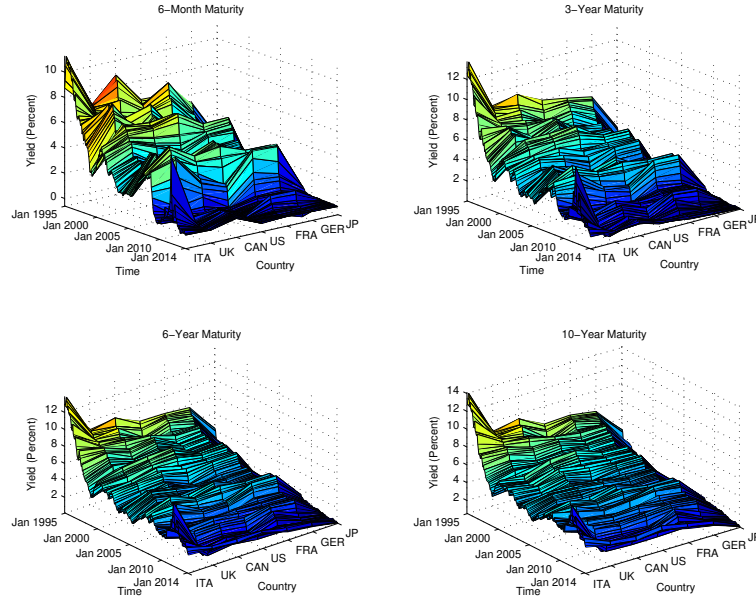 6−Month Maturity
10
8
6
4
2
0
Yield (Percent)
Jan 1995
Jan 2000
Jan 2005
Jan 2010
Jan 2014
Time
ITA
UK
CAN
US
FRA
GER
JP
Country
3−Year Maturity
12
10
8
6
4
2
Yield (Percent)
Jan 1995
Jan 2000
Jan 2005
Jan 2010
Jan 2014
Time
ITA
UK
CAN
US
FRA
GER
JP
Country
6−Year Maturity
12
10
8
6
4
2
Yield (Percent)
Jan 1995
Jan 2000
Jan 2005
Jan 2010
Jan 2014
Time
ITA
UK
CAN
US
FRA
GER
JP
Country
10−Year Maturity
14
12
10
8
6
4
2
Yield (Percent)
Jan 1995
Jan 2000
Jan 2005
Jan 2010
Jan 2014
Time
ITA
UK
CAN
US
FRA
GER
JP
Country